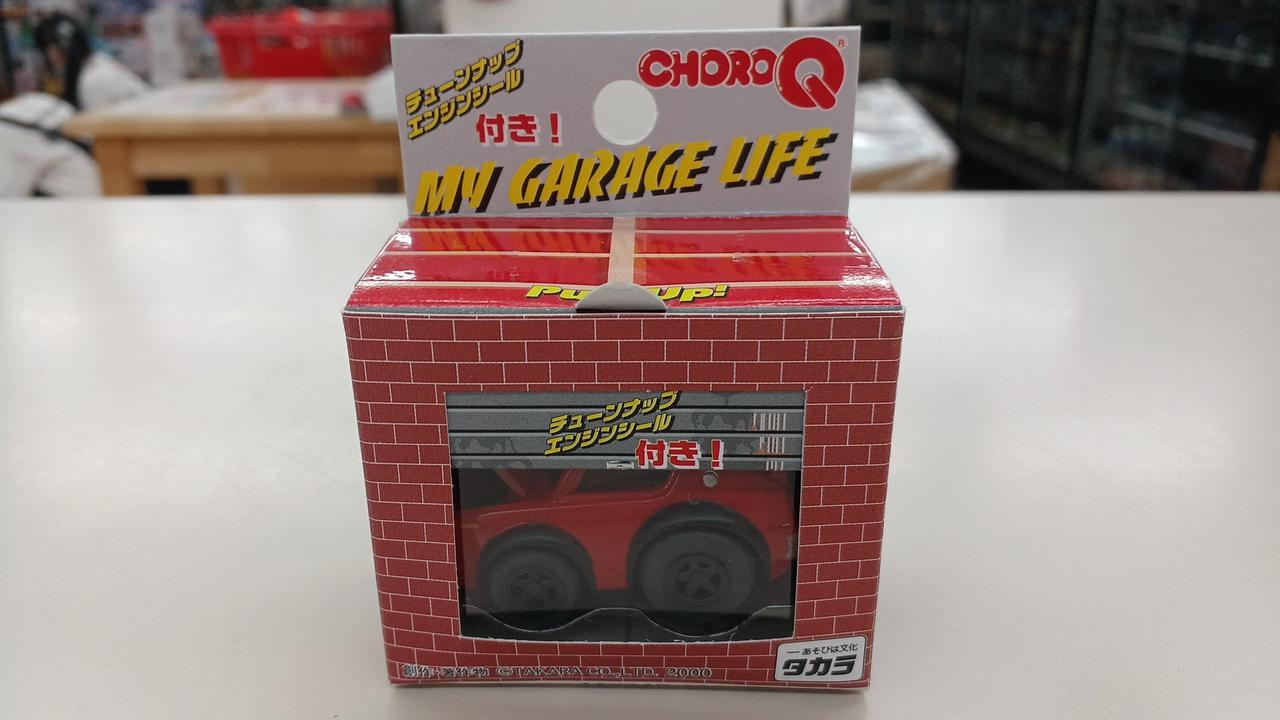 チューンナップ
エンジンシール
付き!
CHORO Q®
MY GARAGE LIFE
Up!
チューンナップ
エンジンシール
付き!
創作・著作物 ©TAKARA CO.,LTD. 2000
あそびは文化
タカラ